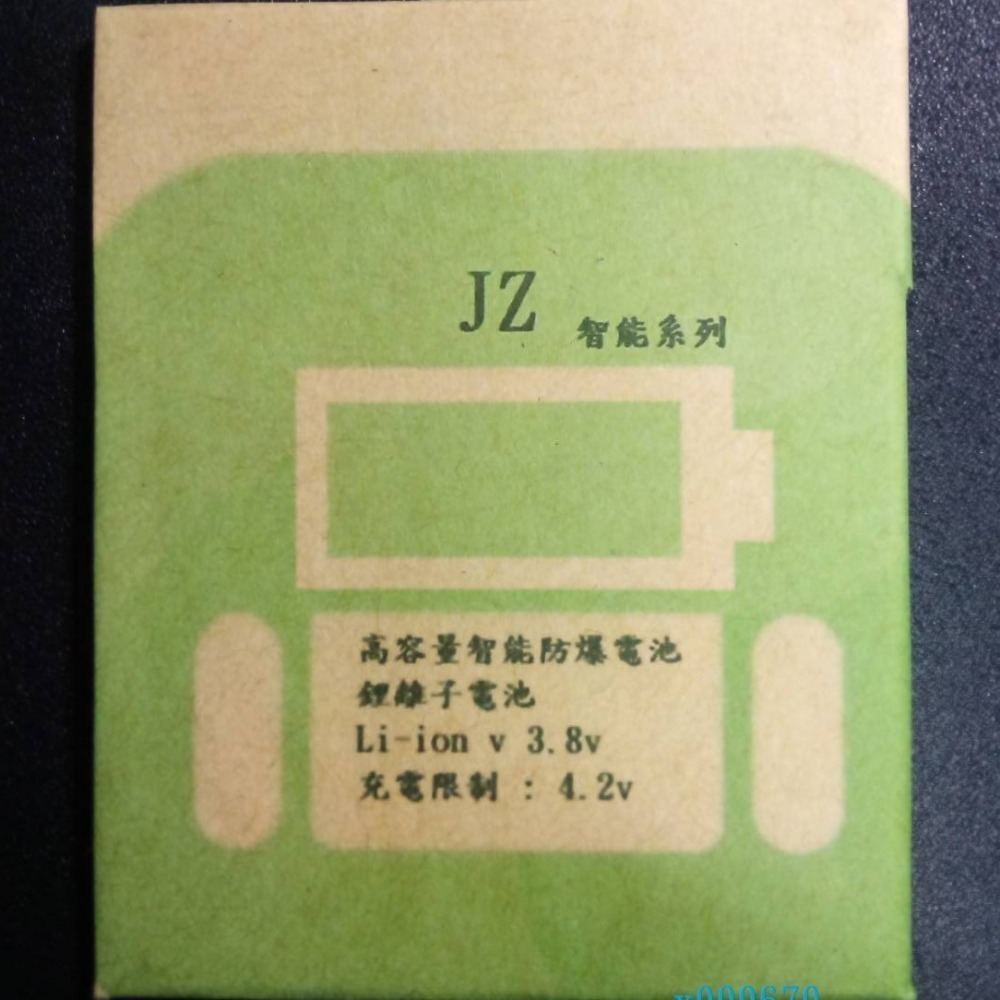 JZ 智能系列
高容量智能防爆電池
鋰離子電池
Li-ion v 3.8v
充電限制 : 4.2v